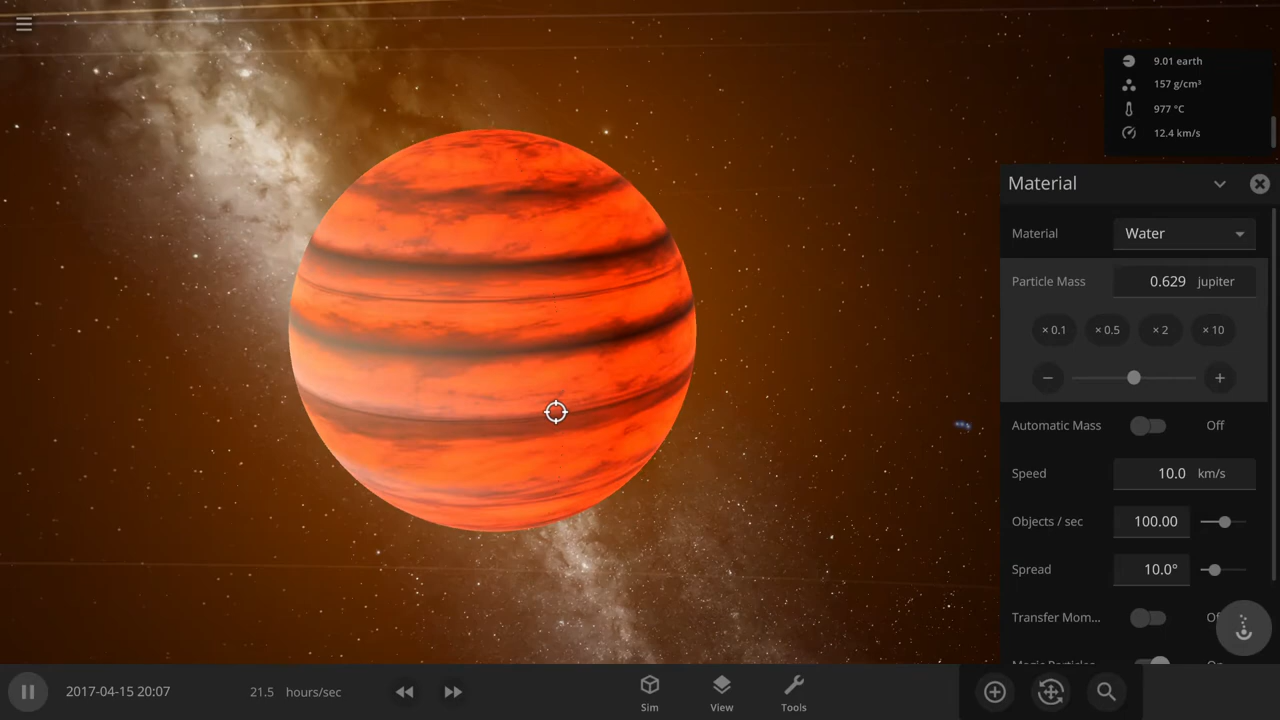 9.01 earth
157 g/cm³
977 °C
12.4 km/s
Material
Material Water
Particle Mass 0.629 jupiter
× 0.1 × 0.5 × 2 × 10
Automatic Mass Off
Speed 10.0 km/s
Objects / sec 100.00
Spread 10.0°
Transfer Mom...
2017-04-15 20:07 21.5 hours/sec
Sim View Tools